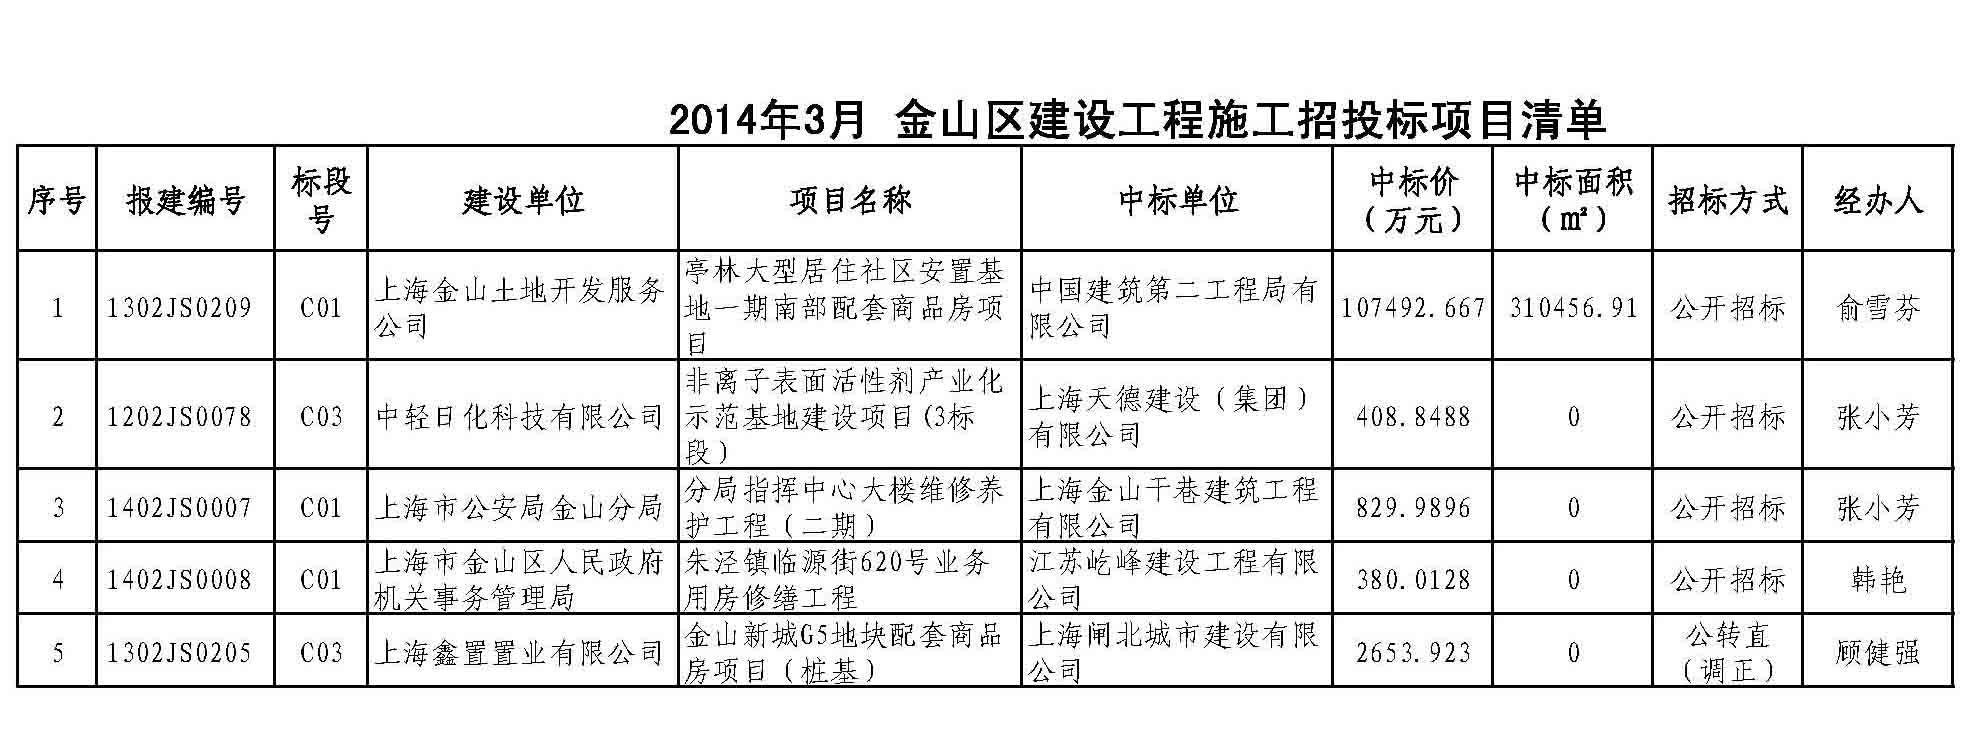 2014年3月 金山区建设工程施工招投标项目清单
序号 报建编号 标段号 建设单位 项目名称 中标单位 中标价（万元） 中标面积（㎡） 招标方式 经办人
1 1302JS0209 C01 上海金山土地开发服务公司 亭林大型居住社区安置基地一期南部配套商品房项目 中国建筑第二工程局有限公司 107492.667 310456.91 公开招标 俞雪芬
2 1202JS0078 C03 中轻日化科技有限公司 非离子表面活性剂产业化示范基地建设项目(3标段） 上海天德建设（集团）有限公司 408.8488 0 公开招标 张小芳
3 1402JS0007 C01 上海市公安局金山分局 分局指挥中心大楼维修养护工程（二期） 上海金山干巷建筑工程有限公司 829.9896 0 公开招标 张小芳
4 1402JS0008 C01 上海市金山区人民政府机关事务管理局 朱泾镇临源街620号业务用房修缮工程 江苏屹峰建设工程有限公司 380.0128 0 公开招标 韩艳
5 1302JS0205 C03 上海鑫置置业有限公司 金山新城G5地块配套商品房项目（桩基） 上海闸北城市建设有限公司 2653.923 0 公转直（调正） 顾健强